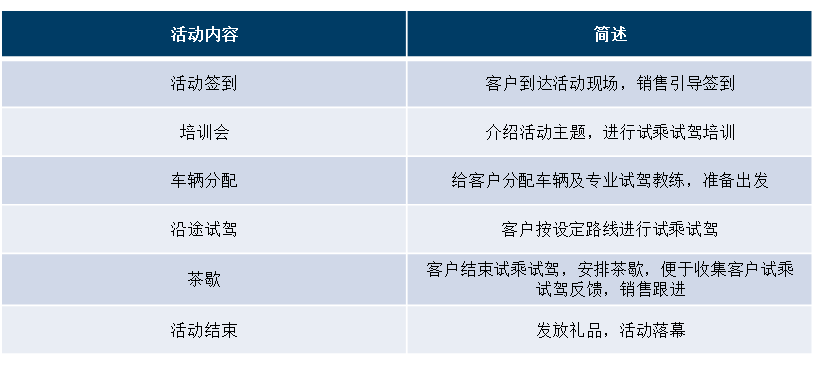 活动内容 简述
活动签到 客户到达活动现场，销售引导签到
培训会 介绍活动主题，进行试乘试驾培训
车辆分配 给客户分配车辆及专业试驾教练，准备出发
沿途试驾 客户按设定路线进行试乘试驾
茶歇 客户结束试乘试驾，安排茶歇，便于收集客户试乘
试驾反馈，销售跟进
活动结束 发放礼品，活动落幕